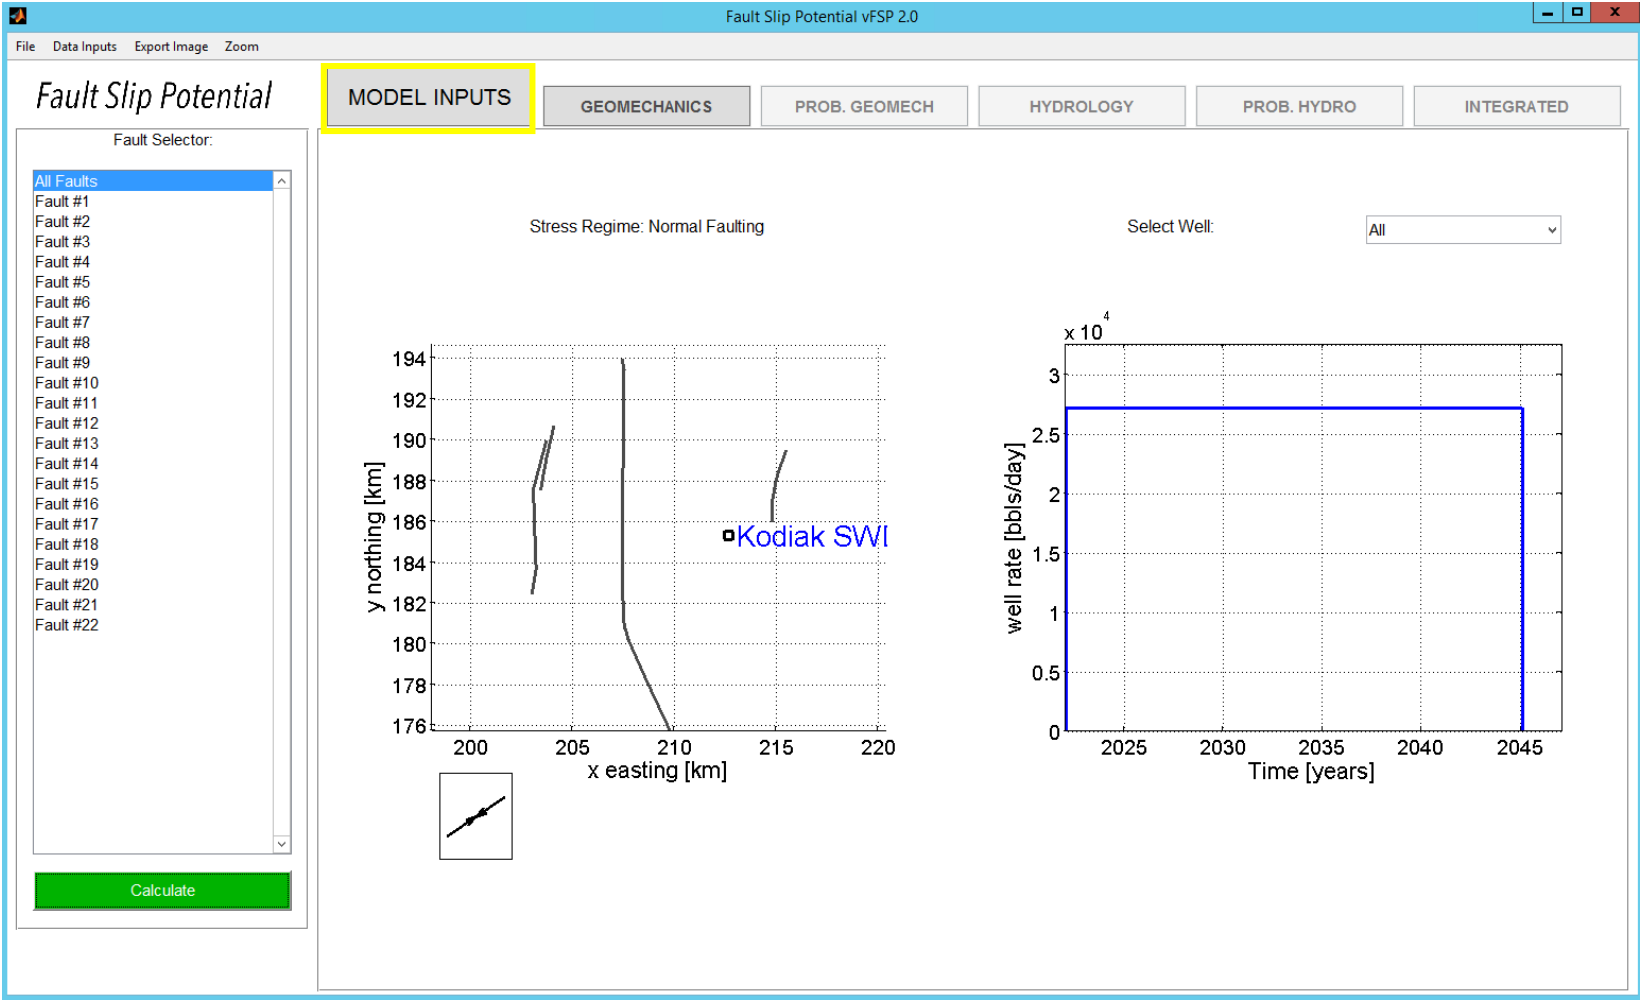 Fault Slip Potential vFSP 2.0
File Data Inputs Export Image Zoom
Fault Slip Potential
MODEL INPUTS
GEOMECHANICS
PROB. GEOMECH
HYDROLOGY
PROB. HYDRO
INTEGRATED
Fault Selector:
All Faults
Fault #1
Fault #2
Fault #3
Fault #4
Fault #5
Fault #6
Fault #7
Fault #8
Fault #9
Fault #10
Fault #11
Fault #12
Fault #13
Fault #14
Fault #15
Fault #16
Fault #17
Fault #18
Fault #19
Fault #20
Fault #21
Fault #22
Calculate
Stress Regime: Normal Faulting
194
192
190
188
186
184
182
180
178
176
y northing [km]
Kodiak SW
200 205 210 215 220
x easting [km]
Select Well:
All
x 10 4
3
2.5
2
1.5
1
0.5
0
well rate [bbls/day]
2025 2030 2035 2040 2045
Time [years]